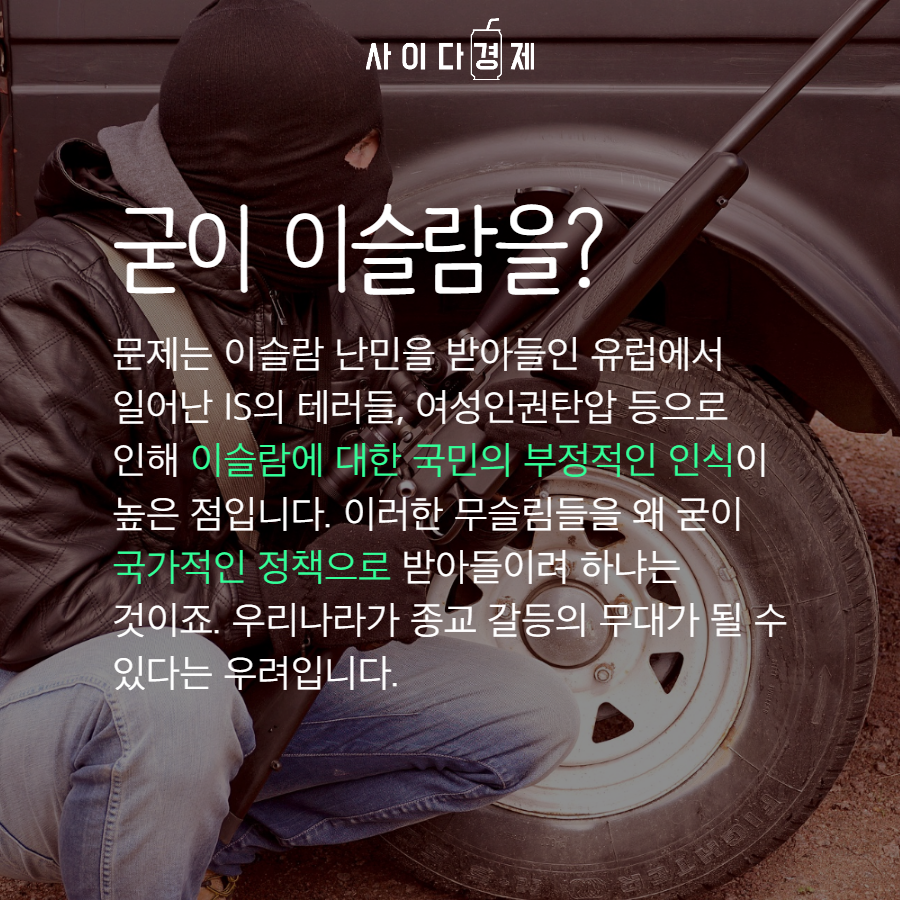 사이다경제
굳이 이슬람을?
문제는 이슬람 난민을 받아들인 유럽에서
일어난 IS의 테러들, 여성인권탄압 등으로
인해 이슬람에 대한 국민의 부정적인 인식이
높은 점입니다. 이러한 무슬림들을 왜 굳이
국가적인 정책으로 받아들이려 하냐는
것이죠. 우리나라가 종교 갈등의 무대가 될 수
있다는 우려입니다.